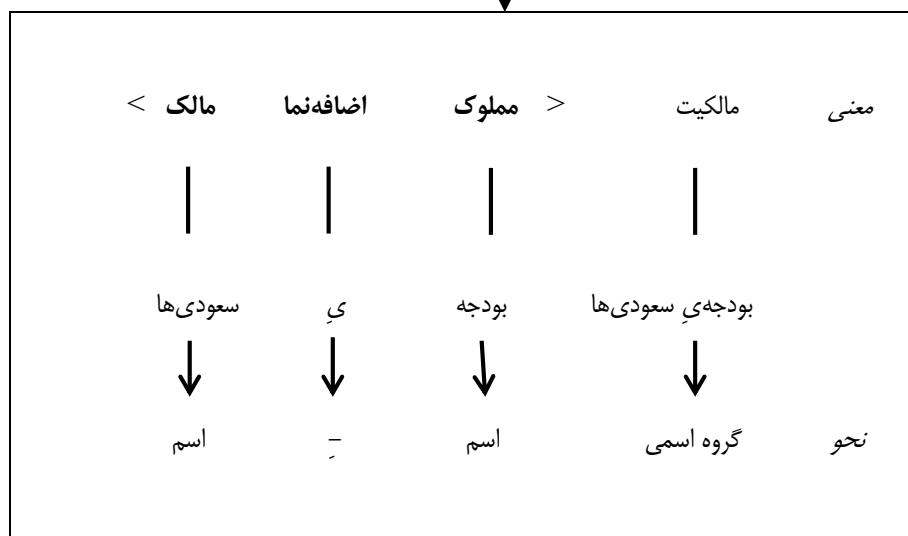 معنی مالکیت < مملوک اضافه‌نما مالک >
بودجه‌یِ سعودی‌ها بودجه یِ سعودی‌ها
نحو گروه اسمی اسم ـِ اسم